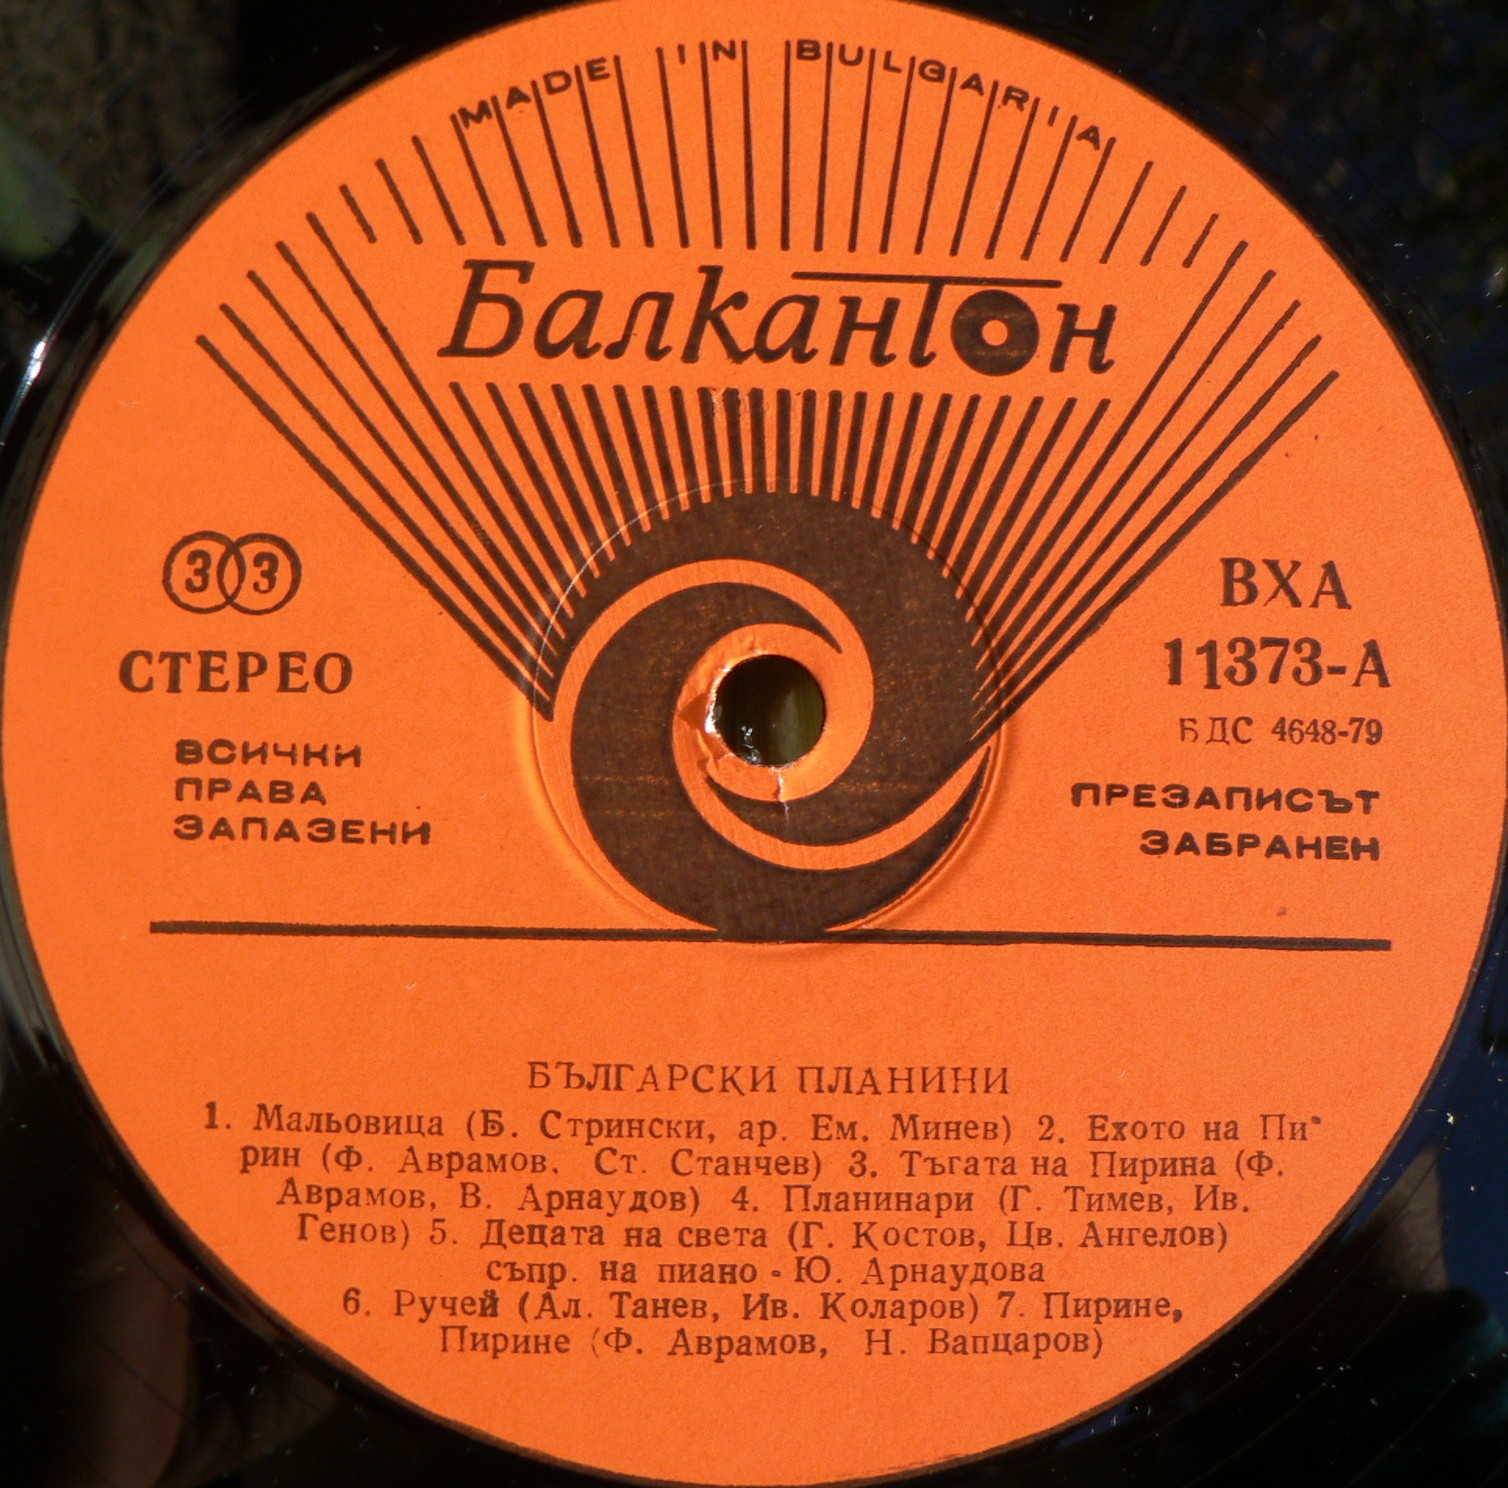 MADE IN BULGARIA
Балкантон
33
СТЕРЕО
ВСИЧКИ
ПРАВА
ЗАПАЗЕНИ
ВХА
11373-А
БДС 4648-79
ПРЕЗАПИСЪТ
ЗАБРАНЕН
БЪЛГАРСКИ ПЛАНИНИ
1. Мальовица (Б. Стрински, ар. Ем. Минев) 2. Ехото на Пи-
рин (Ф. Аврамов, Ст. Станчев) 3. Тъгата на Пирина (Ф.
Аврамов, В. Арнаудов) 4. Планинари (Г. Тимев, Ив.
Генов) 5. Децата на света (Г. Костов, Цв. Ангелов)
съпр. на пиано - Ю. Арнаудова
6. Ручей (Ал. Танев, Ив. Коларов) 7. Пирине,
Пирине (Ф. Аврамов, Н. Вапцаров)